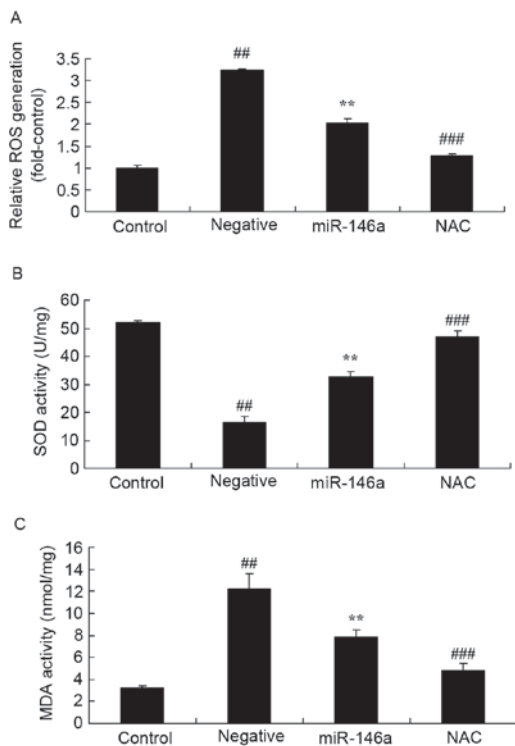 A
Relative ROS generation
(fold-control)
3.5
3
2.5
2
1.5
1
0.5
0
##
**
###
Control
Negative
miR-146a
NAC
B
SOD activity (U/mg)
60
50
40
30
20
10
0
##
**
###
Control
Negative
miR-146a
NAC
C
MDA activity (nmol/mg)
16
14
12
10
8
6
4
2
0
##
**
###
Control
Negative
miR-146a
NAC